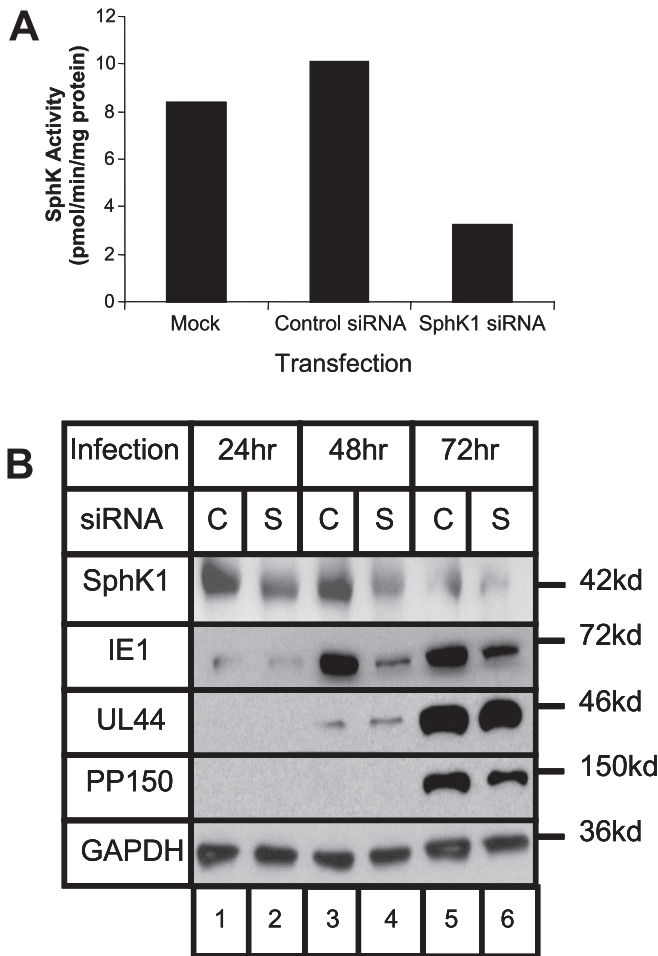 A
SphK Activity
(pmol/min/mg protein)
12
10
8
6
4
2
0
Mock Control siRNA SphK1 siRNA
Transfection
B
Infection 24hr 48hr 72hr
siRNA C S C S C S
SphK1 42kd
IE1 72kd
UL44 46kd
PP150 150kd
GAPDH 36kd
1 2 3 4 5 6